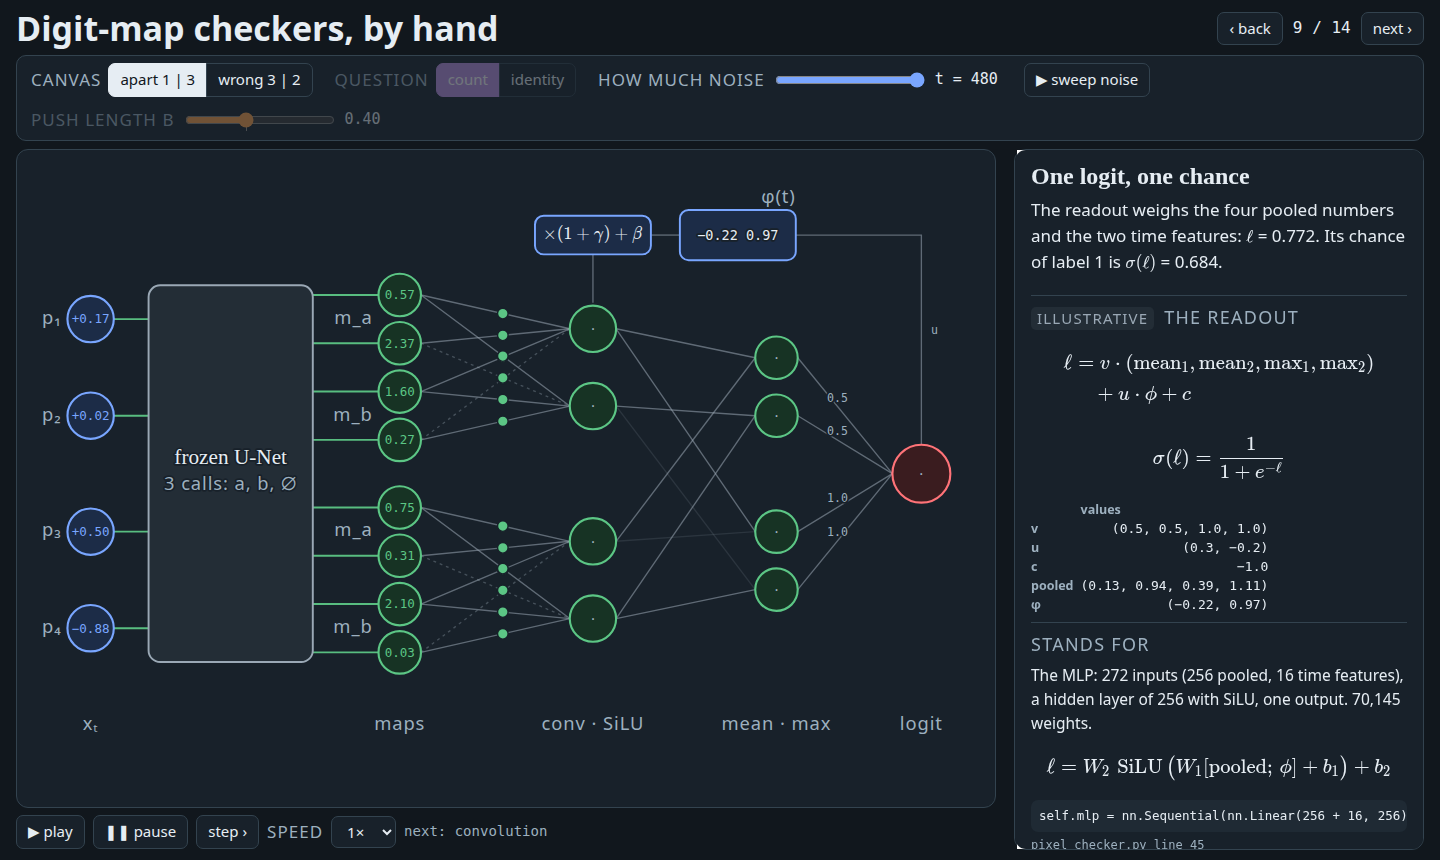 Digit-map checkers, by hand
‹ back 9 / 14 next ›
CANVAS apart 1 | 3 wrong 3 | 2 QUESTION count identity HOW MUCH NOISE t = 480 ▶ sweep noise
PUSH LENGTH B 0.40
φ(t)
×(1 + γ) + β −0.22 0.97
u
p₁ +0.17
p₂ +0.02
p₃ +0.50
p₄ −0.88
frozen U-Net
3 calls: a, b, ∅
0.57
m_a
2.37
1.60
m_b
0.27
0.75
m_a
0.31
2.10
m_b
0.03
0.5
0.5
1.0
1.0
xₜ maps conv · SiLU mean · max logit
▶ play ❚❚ pause step › SPEED 1× next: convolution
One logit, one chance
The readout weighs the four pooled numbers
and the two time features: ℓ = 0.772. Its chance
of label 1 is σ(ℓ) = 0.684.
ILLUSTRATIVE THE READOUT
ℓ = v · (mean₁, mean₂, max₁, max₂)
+ u · ϕ + c
σ(ℓ) = 1 / (1 + e^{−ℓ})
values
v (0.5, 0.5, 1.0, 1.0)
u (0.3, −0.2)
c −1.0
pooled (0.13, 0.94, 0.39, 1.11)
φ (−0.22, 0.97)
STANDS FOR
The MLP: 272 inputs (256 pooled, 16 time features),
a hidden layer of 256 with SiLU, one output. 70,145
weights.
ℓ = W₂ SiLU (W₁[pooled; ϕ] + b₁) + b₂
self.mlp = nn.Sequential(nn.Linear(256 + 16, 256)
pixel_checker.py line 45